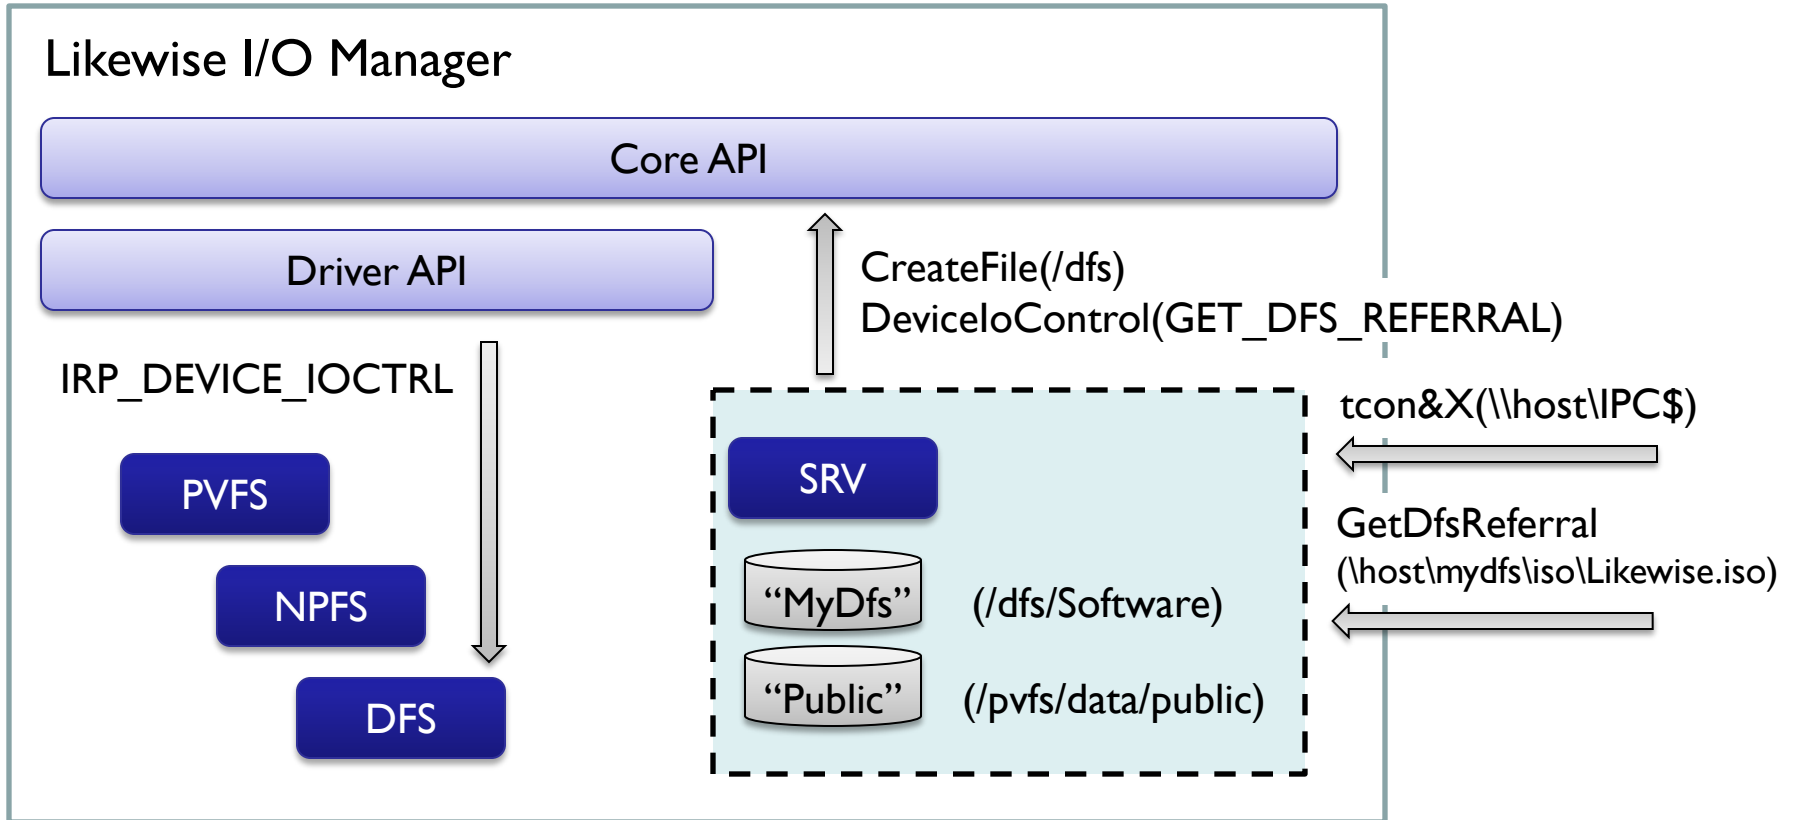 Likewise I/O Manager
Core API
Driver API
CreateFile(/dfs)
DeviceIoControl(GET_DFS_REFERRAL)
IRP_DEVICE_IOCTRL
tcon&X(\\host\IPC$)
PVFS
SRV
GetDfsReferral
(\host\mydfs\iso\Likewise.iso)
NPFS
“MyDfs”
(/dfs/Software)
DFS
“Public”
(/pvfs/data/public)